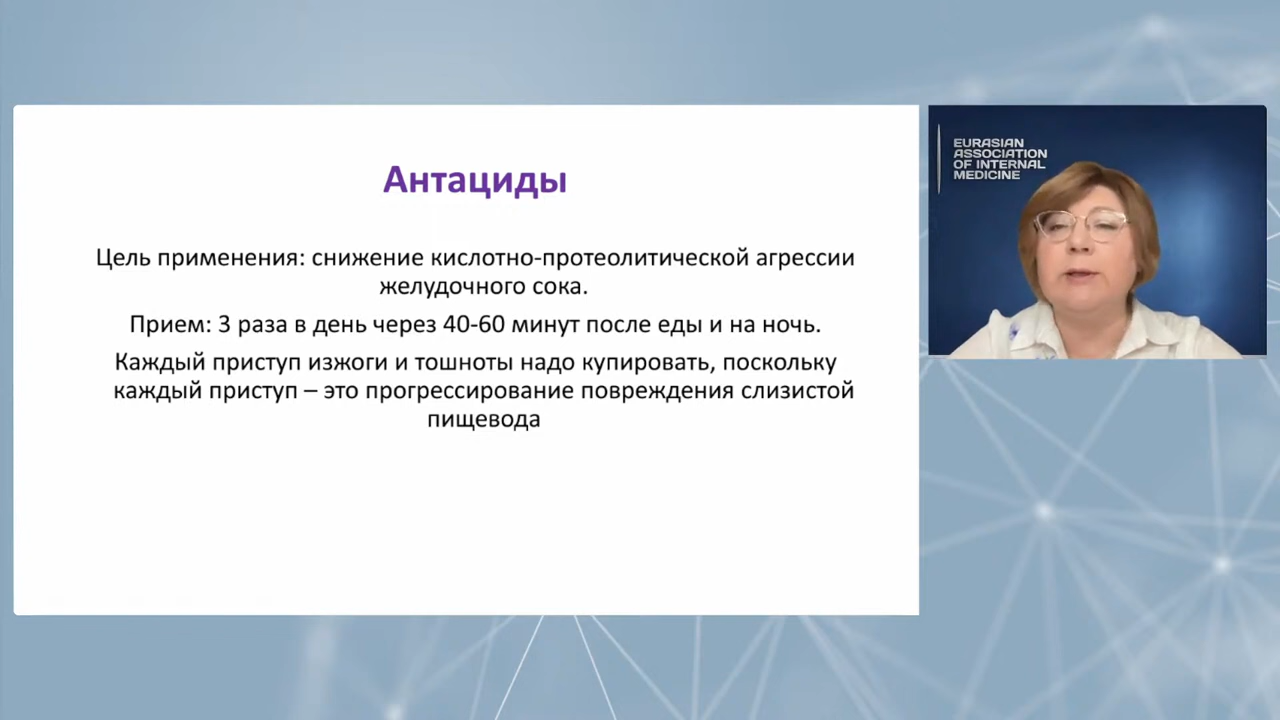 Антациды
Цель применения: снижение кислотно-протеолитической агрессии
желудочного сока.
Прием: 3 раза в день через 40-60 минут после еды и на ночь.
Каждый приступ изжоги и тошноты надо купировать, поскольку
каждый приступ – это прогрессирование повреждения слизистой
пищевода
EURASIAN
ASSOCIATION
OF INTERNAL
MEDICINE